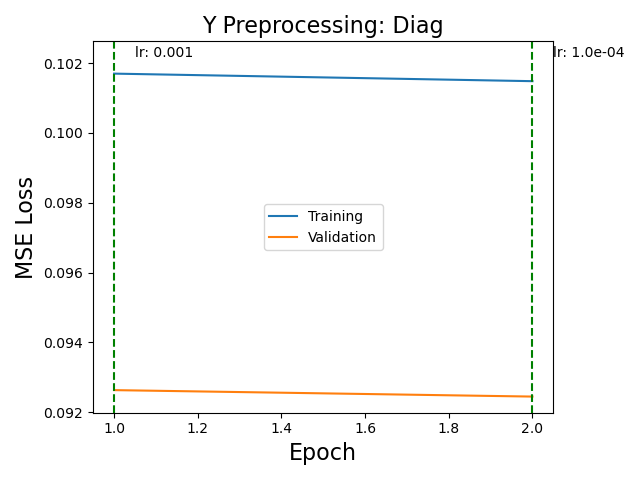 Y Preprocessing: Diag
lr: 0.001
lr: 1.0e-04
0.102
0.100
0.098
0.096
0.094
0.092
MSE Loss
Training
Validation
1.0 1.2 1.4 1.6 1.8 2.0
Epoch